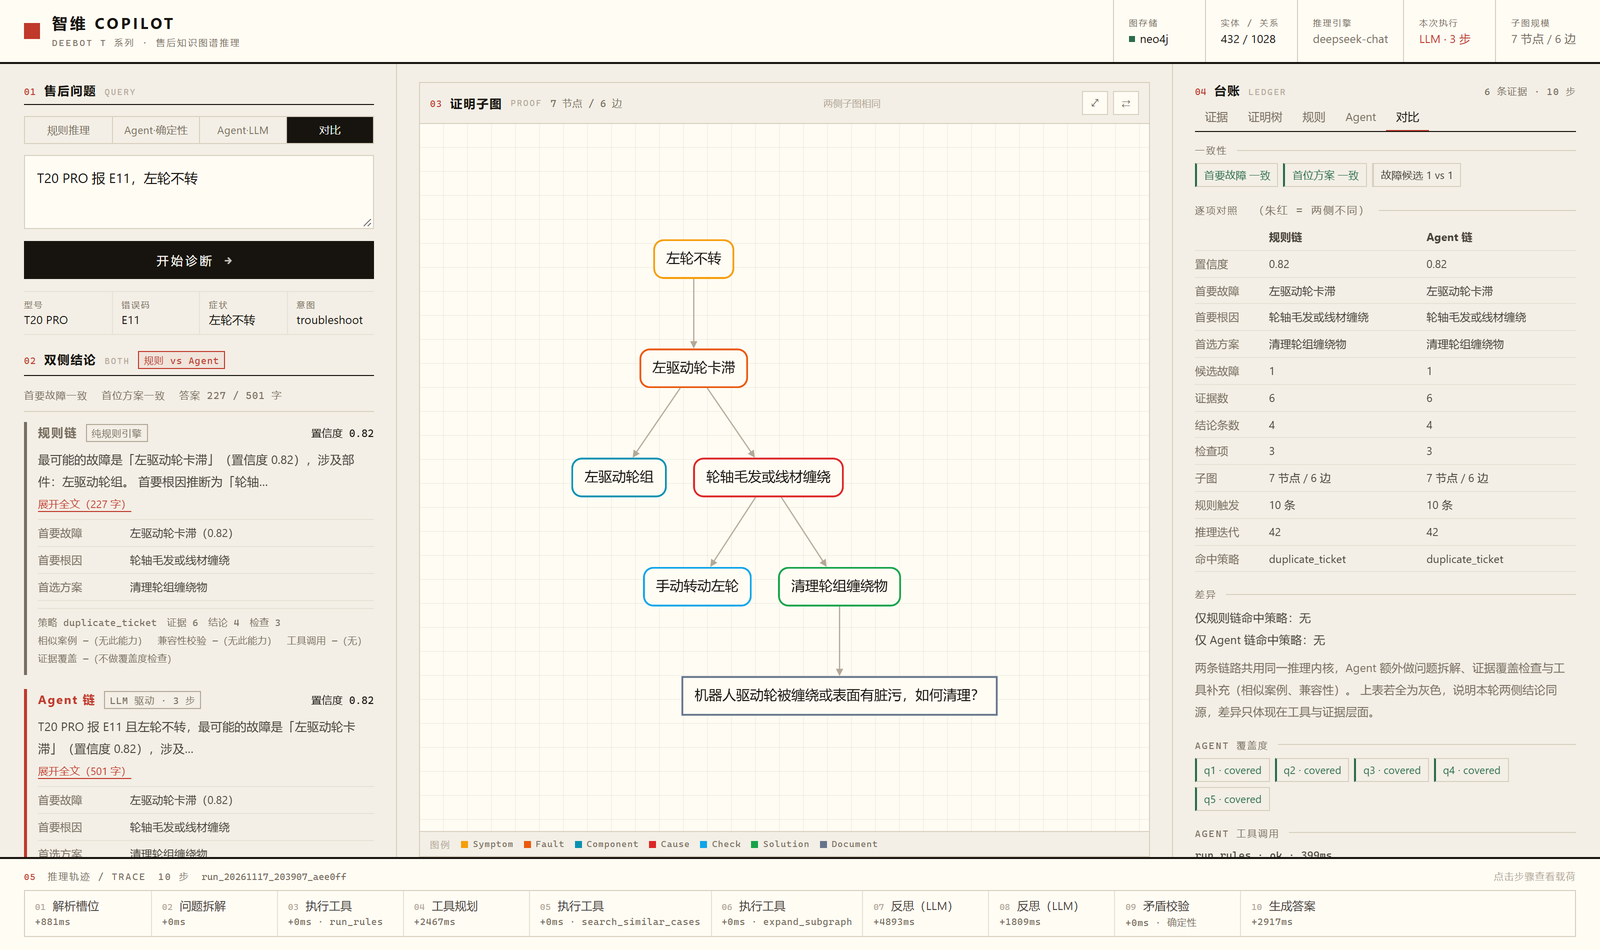 智维 COPILOT
DEEBOT T 系列 · 售后知识图谱推理
图存储
neo4j
实体 / 关系
432 / 1028
推理引擎
deepseek-chat
本次执行
LLM · 3 步
子图规模
7 节点 / 6 边
01 售后问题 QUERY
规则推理
Agent·确定性
Agent·LLM
对比
T20 PRO 报 E11，左轮不转
开始诊断 →
型号
T20 PRO
错误码
E11
症状
左轮不转
意图
troubleshoot
02 双侧结论 BOTH 规则 vs Agent
首要故障一致 首位方案一致 答案 227 / 501 字
规则链 纯规则引擎 置信度 0.82
最可能的故障是「左驱动轮卡滞」（置信度 0.82），涉及部
件：左驱动轮组。 首要根因推断为「轮轴...
展开全文（227 字）
首要故障 左驱动轮卡滞（0.82）
首要根因 轮轴毛发或线材缠绕
首选方案 清理轮组缠绕物
策略 duplicate_ticket 证据 6 结论 4 检查 3
相似案例 —（无此能力） 兼容性校验 —（无此能力） 工具调用 —（无）
证据覆盖 —（不做覆盖度检查）
Agent 链 LLM 驱动 · 3 步 置信度 0.82
T20 PRO 报 E11 且左轮不转，最可能的故障是「左驱动轮卡
滞」（置信度 0.82），涉及...
展开全文（501 字）
首要故障 左驱动轮卡滞（0.82）
首要根因 轮轴毛发或线材缠绕
首选方案 清理轮组缠绕物
03 证明子图 PROOF 7 节点 / 6 边
两侧子图相同
左轮不转
左驱动轮卡滞
左驱动轮组
轮轴毛发或线材缠绕
手动转动左轮
清理轮组缠绕物
机器人驱动轮被缠绕或表面有脏污，如何清理？
图例 Symptom Fault Component Cause Check Solution Document
04 台账 LEDGER 6 条证据 · 10 步
证据 证明树 规则 Agent 对比
一致性
首要故障 一致
首位方案 一致
故障候选 1 vs 1
逐项对照 （朱红 = 两侧不同）
规则链 Agent 链
置信度 0.82 0.82
首要故障 左驱动轮卡滞 左驱动轮卡滞
首要根因 轮轴毛发或线材缠绕 轮轴毛发或线材缠绕
首选方案 清理轮组缠绕物 清理轮组缠绕物
候选故障 1 1
证据数 6 6
结论条数 4 4
检查项 3 3
子图 7 节点 / 6 边 7 节点 / 6 边
规则触发 10 条 10 条
推理迭代 42 42
命中策略 duplicate_ticket duplicate_ticket
差异
仅规则链命中策略：无
仅 Agent 链命中策略：无
两条链路共用同一推理内核，Agent 额外做问题拆解、证据覆盖检查与工
具补充（相似案例、兼容性）。 上表若全为灰色，说明本轮两侧结论同
源，差异只体现在工具与证据层面。
AGENT 覆盖度
q1 · covered
q2 · covered
q3 · covered
q4 · covered
q5 · covered
AGENT 工具调用
run_rules · ok · 399ms
05 推理轨迹 / TRACE 10 步 run_20261117_203907_aee0ff
点击步骤查看载荷
01 解析槽位
+881ms
02 问题拆解
+0ms
03 执行工具
+0ms · run_rules
04 工具规划
+2467ms
05 执行工具
+0ms · search_similar_cases
06 执行工具
+0ms · expand_subgraph
07 反思（LLM）
+4893ms
08 反思（LLM）
+1809ms
09 矛盾校验
+0ms · 确定性
10 生成答案
+2917ms